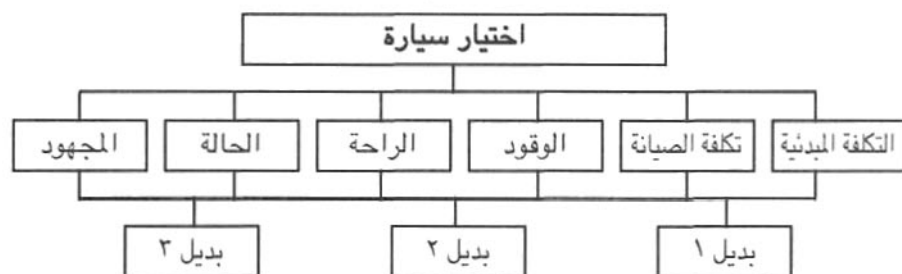 اختيار سيارة
التكلفة المبدئية
تكلفة الصيانة
الوقود
الراحة
الحالة
المجهود
بديل ١
بديل ٢
بديل ٣